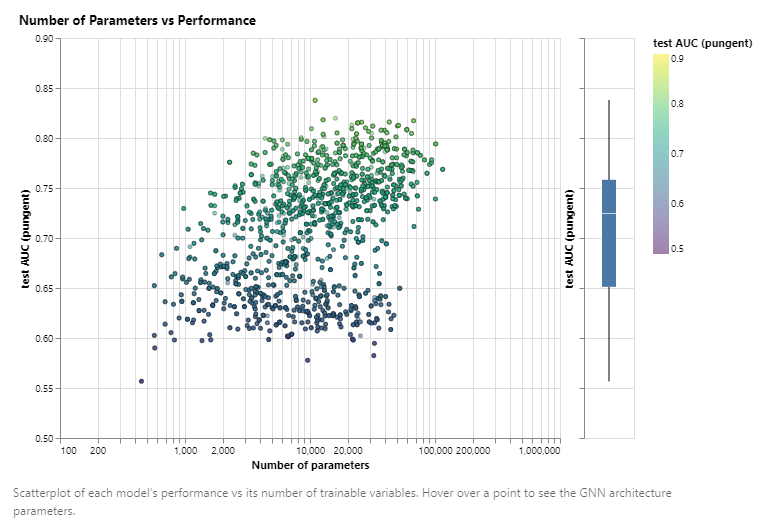 Number of Parameters vs Performance
test AUC (pungent)
0.90
0.85
0.80
0.75
0.70
0.65
0.60
0.55
0.50
100 200 1,000 2,000 10,000 20,000 100,000 200,000 1,000,000
Number of parameters
test AUC (pungent)
test AUC (pungent)
0.9
0.8
0.7
0.6
0.5
Scatterplot of each model's performance vs its number of trainable variables. Hover over a point to see the GNN architecture
parameters.